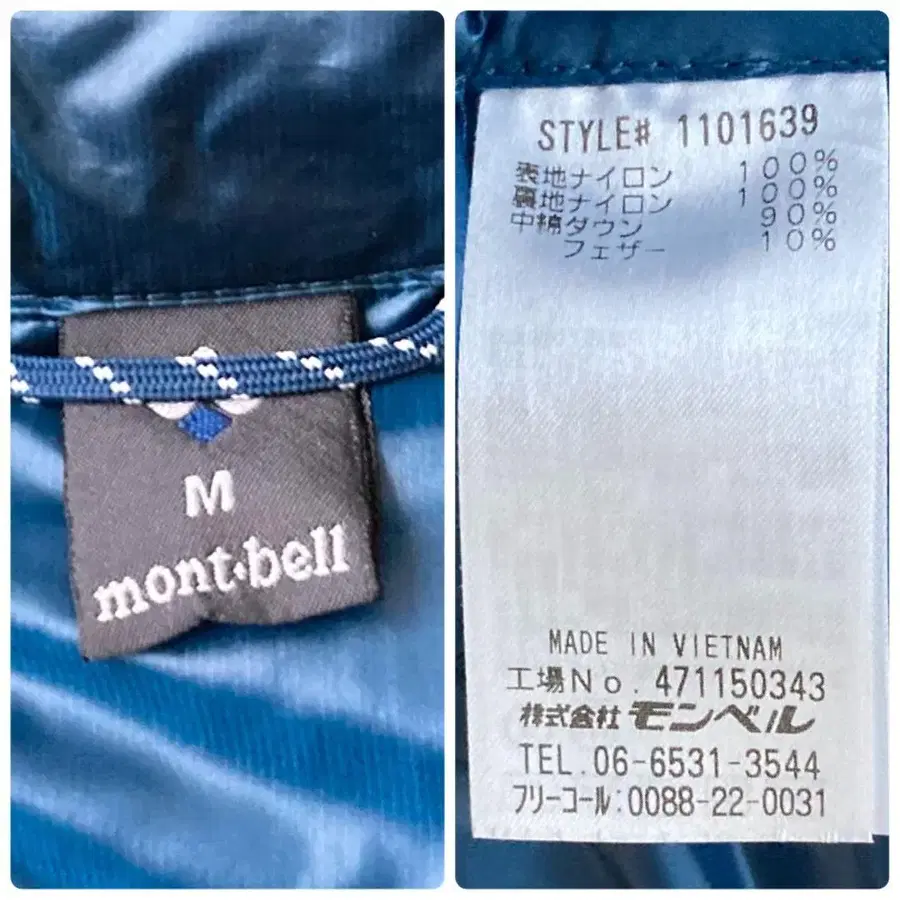 M
mont·bell
STYLE# 1101639
表地ナイロン 100%
裏地ナイロン 100%
中綿ダウン 90%
フェザー 10%
MADE IN VIETNAM
工場No. 471150343
株式会社モンベル
TEL.06-6531-3544
フリーコール:0088-22-0031